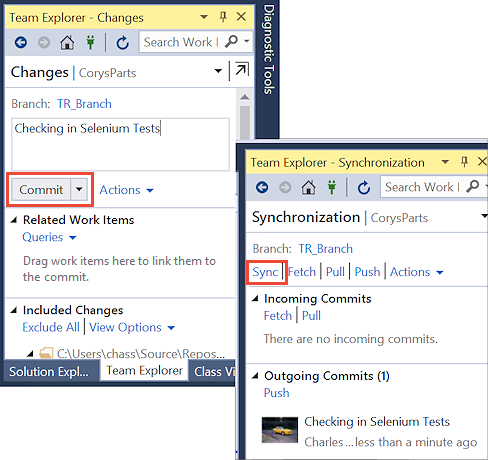 Team Explorer - Changes
Search Work I
Changes | CorysParts
Branch: TR_Branch
Checking in Selenium Tests
Commit
Actions
Related Work Items
Queries
Drag work items here to link them to
the commit.
Included Changes
Exclude All | View Options
C:\Users\chass\Source\Repos...
Solution Expl...
Team Explorer
Class Vi
Diagnostic Tools
Team Explorer - Synchronization
Search Work
Synchronization | CorysParts
Branch: TR_Branch
Sync | Fetch | Pull | Push | Actions
Incoming Commits
Fetch | Pull
There are no incoming commits.
Outgoing Commits (1)
Push
Checking in Selenium Tests
Charles ... less than a minute ago